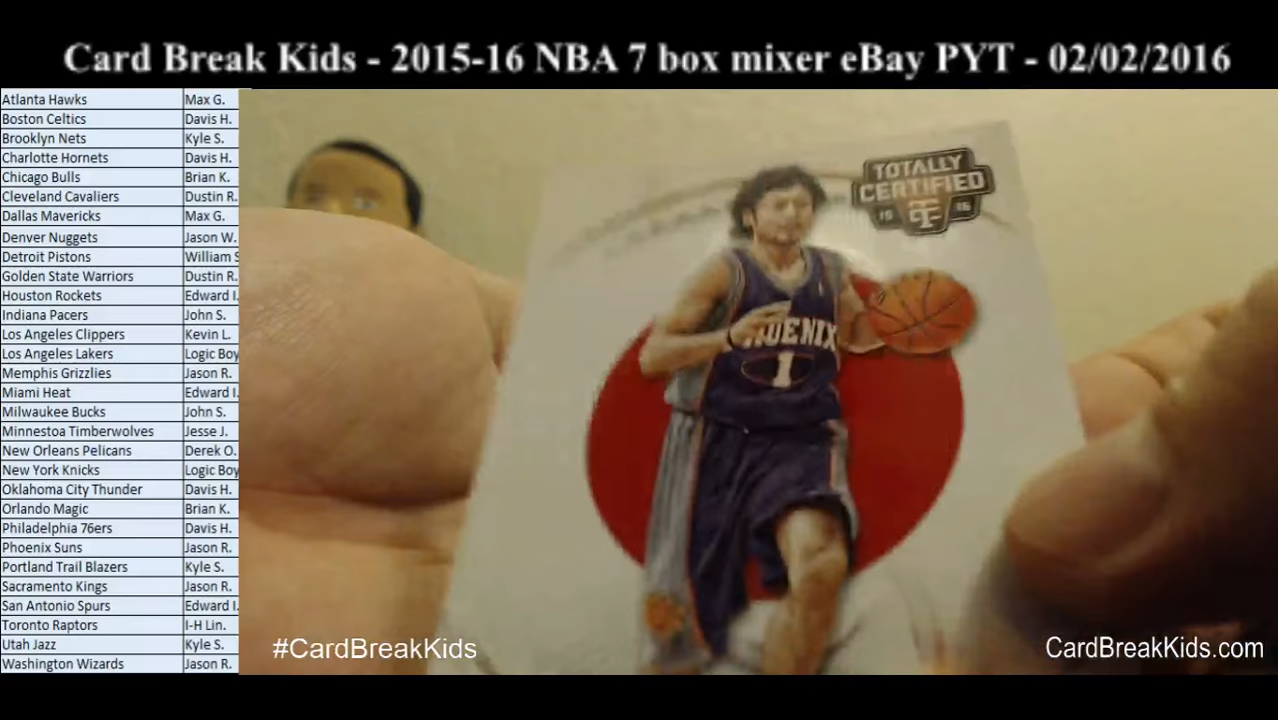 Card Break Kids - 2015-16 NBA 7 box mixer eBay PYT - 02/02/2016
Atlanta Hawks Max G.
Boston Celtics Davis H.
Brooklyn Nets Kyle S.
Charlotte Hornets Davis H.
Chicago Bulls Brian K.
Cleveland Cavaliers Dustin R.
Dallas Mavericks Max G.
Denver Nuggets Jason W.
Detroit Pistons William S
Golden State Warriors Dustin R.
Houston Rockets Edward I.
Indiana Pacers John S.
Los Angeles Clippers Kevin L.
Los Angeles Lakers Logic Boy
Memphis Grizzlies Jason R.
Miami Heat Edward I.
Milwaukee Bucks John S.
Minnestoa Timberwolves Jesse J.
New Orleans Pelicans Derek O.
New York Knicks Logic Boy
Oklahoma City Thunder Davis H.
Orlando Magic Brian K.
Philadelphia 76ers Davis H.
Phoenix Suns Jason R.
Portland Trail Blazers Kyle S.
Sacramento Kings Jason R.
San Antonio Spurs Edward I.
Toronto Raptors I-H Lin.
Utah Jazz Kyle S.
Washington Wizards Jason R.
TOTALLY
CERTIFIED
15 TC 16
PHOENIX
1
#CardBreakKids
CardBreakKids.com